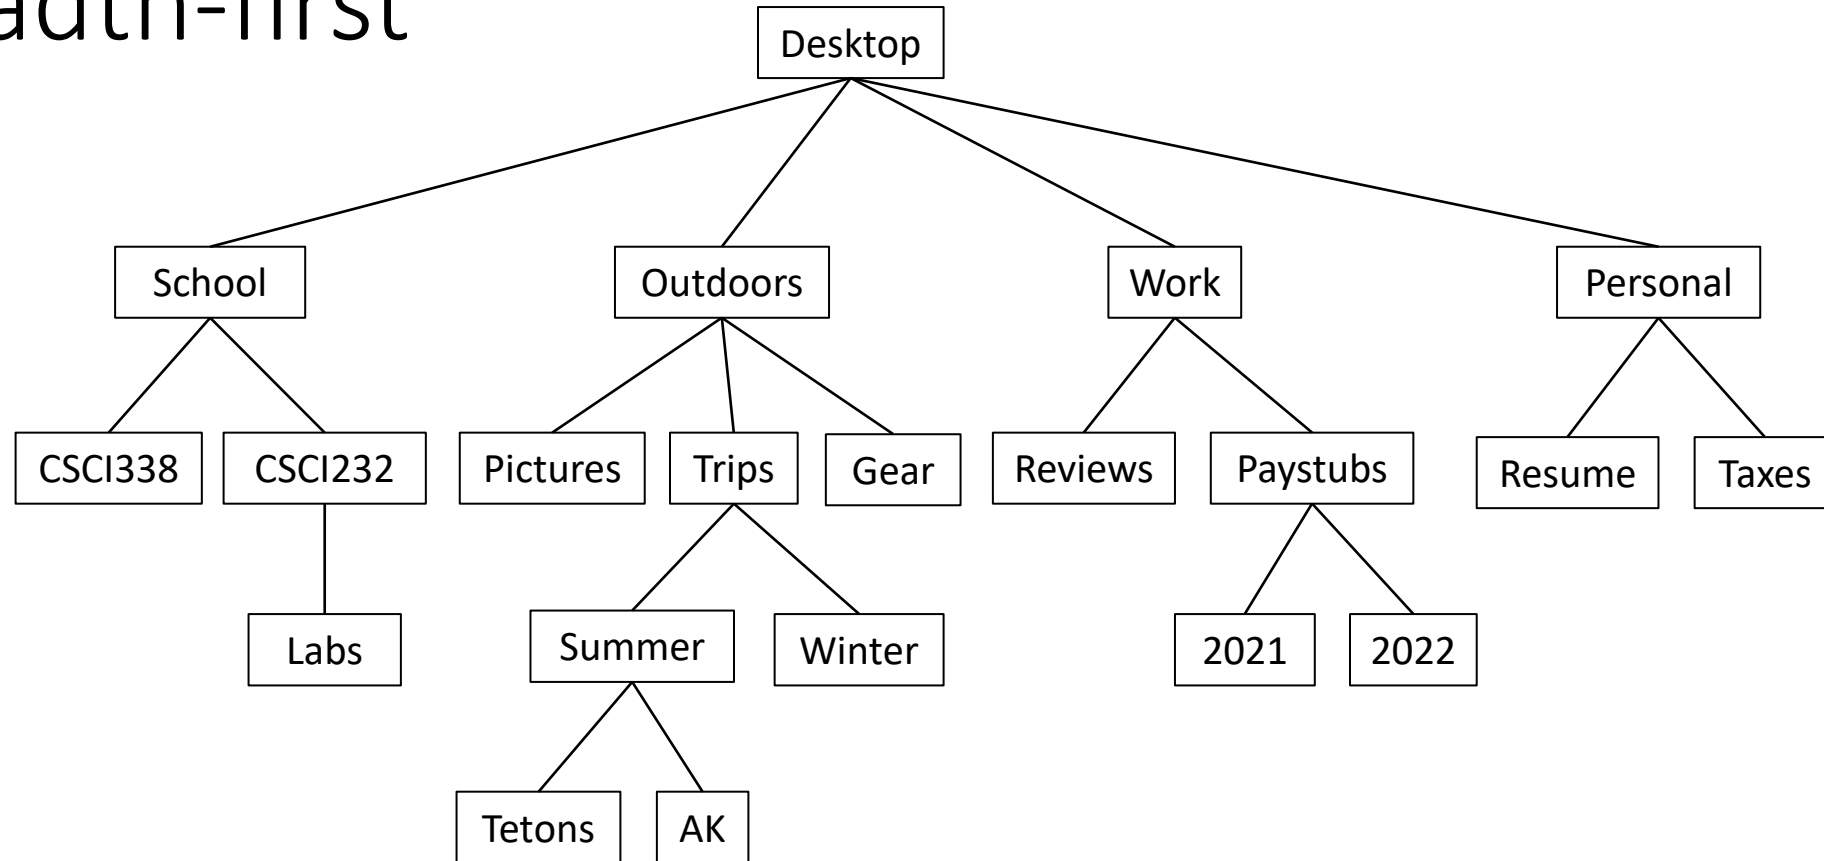 adth-first
Desktop
School
Outdoors
Work
Personal
CSCI338
CSCI232
Pictures
Trips
Gear
Reviews
Paystubs
Resume
Taxes
Labs
Summer
Winter
2021
2022
Tetons
AK